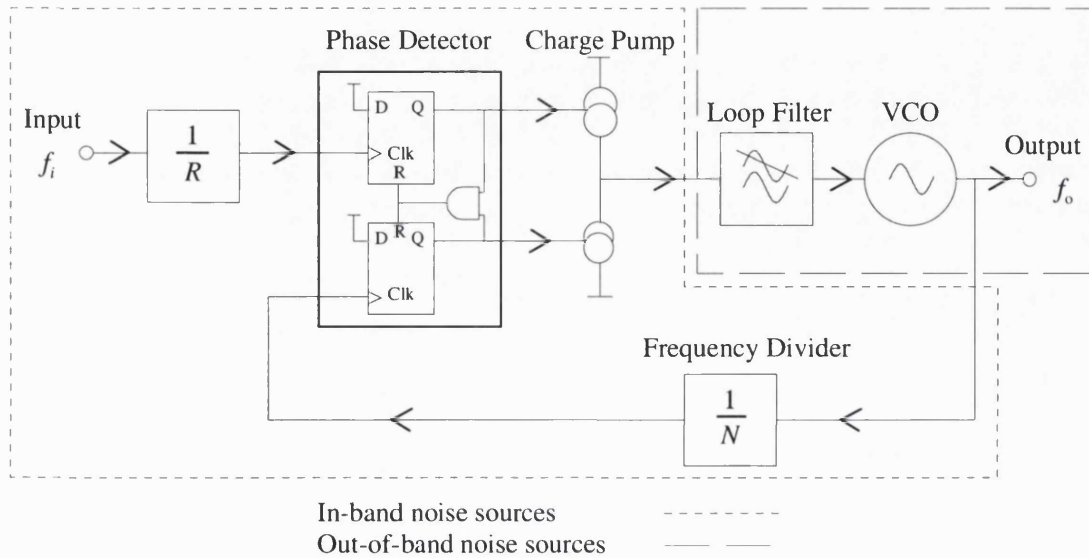 Phase Detector
Charge Pump
Input
f_i
1
R
D Q
Clk
R
R
D Q
Clk
Loop Filter
VCO
Output
f_o
Frequency Divider
1
N
In-band noise sources
Out-of-band noise sources